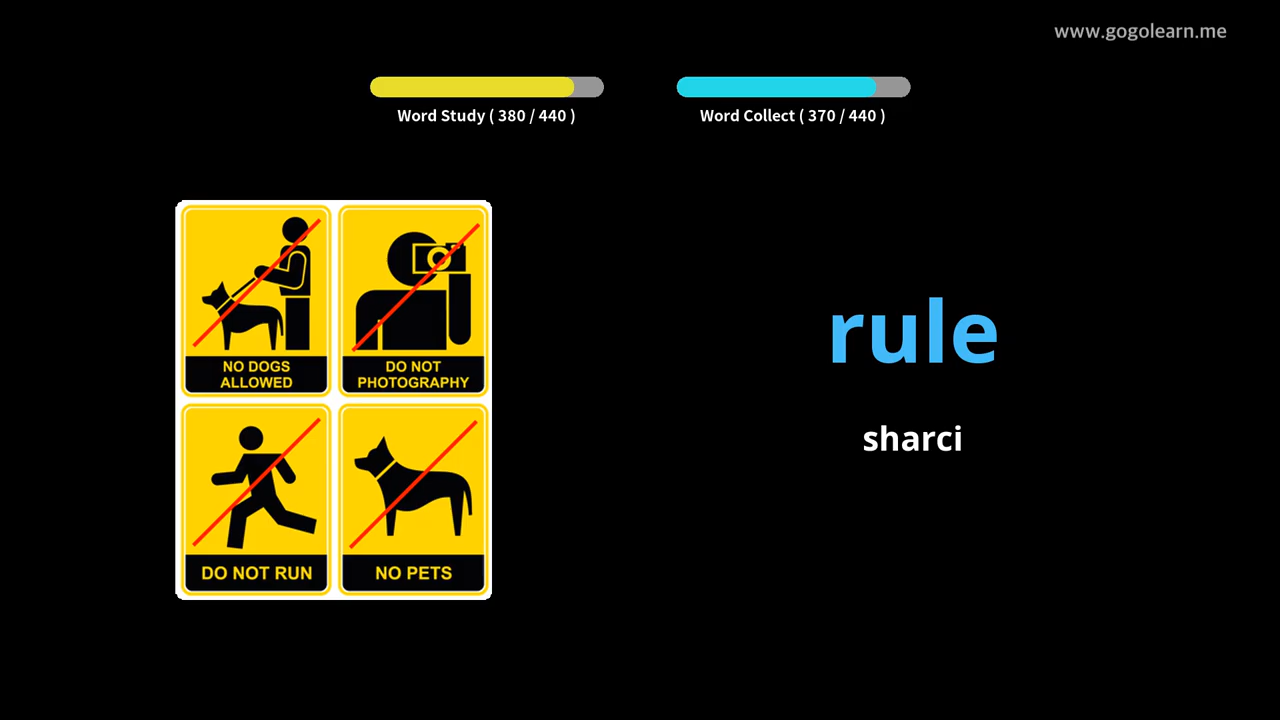 www.gogolearn.me
Word Study ( 380 / 440 )
Word Collect ( 370 / 440 )
NO DOGS
ALLOWED
DO NOT
PHOTOGRAPHY
DO NOT RUN
NO PETS
rule
sharci